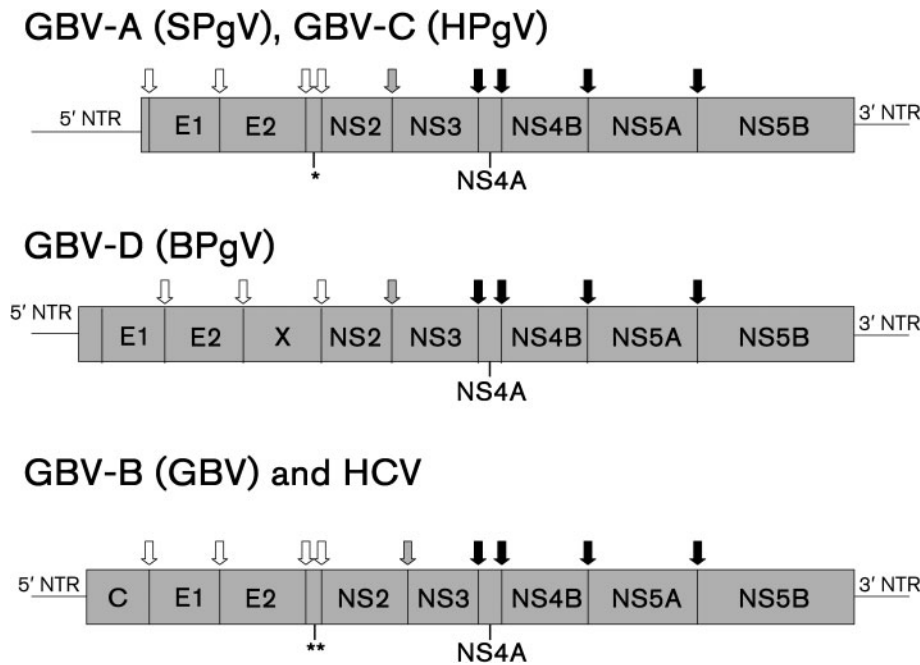 GBV-A (SPgV), GBV-C (HPgV)
5′ NTR E1 E2 NS2 NS3 NS4B NS5A NS5B 3′ NTR
* NS4A
GBV-D (BPgV)
5′ NTR E1 E2 X NS2 NS3 NS4B NS5A NS5B 3′ NTR
NS4A
GBV-B (GBV) and HCV
5′ NTR C E1 E2 NS2 NS3 NS4B NS5A NS5B 3′ NTR
** NS4A